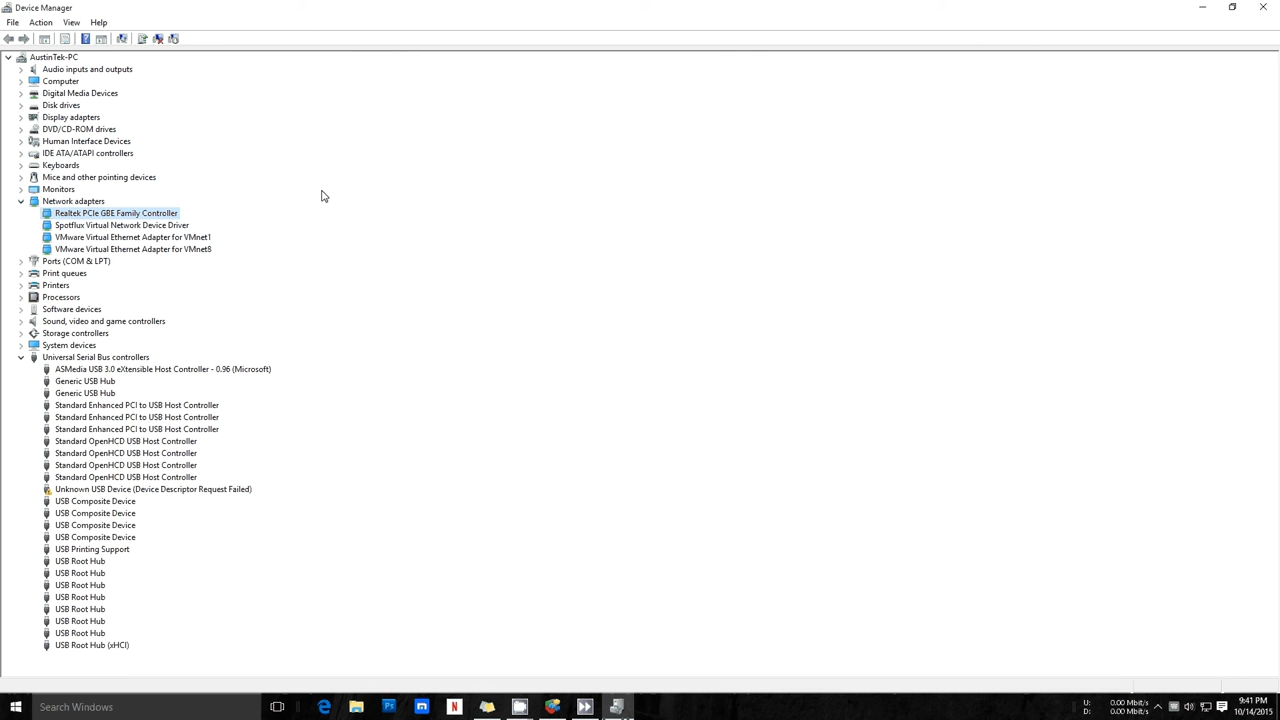 Device Manager
File Action View Help
AustinTek-PC
Audio inputs and outputs
Computer
Digital Media Devices
Disk drives
Display adapters
DVD/CD-ROM drives
Human Interface Devices
IDE ATA/ATAPI controllers
Keyboards
Mice and other pointing devices
Monitors
Network adapters
Realtek PCIe GBE Family Controller
Spotflux Virtual Network Device Driver
VMware Virtual Ethernet Adapter for VMnet1
VMware Virtual Ethernet Adapter for VMnet8
Ports (COM & LPT)
Print queues
Printers
Processors
Software devices
Sound, video and game controllers
Storage controllers
System devices
Universal Serial Bus controllers
ASMedia USB 3.0 eXtensible Host Controller - 0.96 (Microsoft)
Generic USB Hub
Generic USB Hub
Standard Enhanced PCI to USB Host Controller
Standard Enhanced PCI to USB Host Controller
Standard Enhanced PCI to USB Host Controller
Standard OpenHCD USB Host Controller
Standard OpenHCD USB Host Controller
Standard OpenHCD USB Host Controller
Standard OpenHCD USB Host Controller
Unknown USB Device (Device Descriptor Request Failed)
USB Composite Device
USB Composite Device
USB Composite Device
USB Composite Device
USB Printing Support
USB Root Hub
USB Root Hub
USB Root Hub
USB Root Hub
USB Root Hub
USB Root Hub
USB Root Hub
USB Root Hub (xHCI)
Search Windows
U: 0.00 Mbit/s
D: 0.00 Mbit/s
9:41 PM
10/14/2015